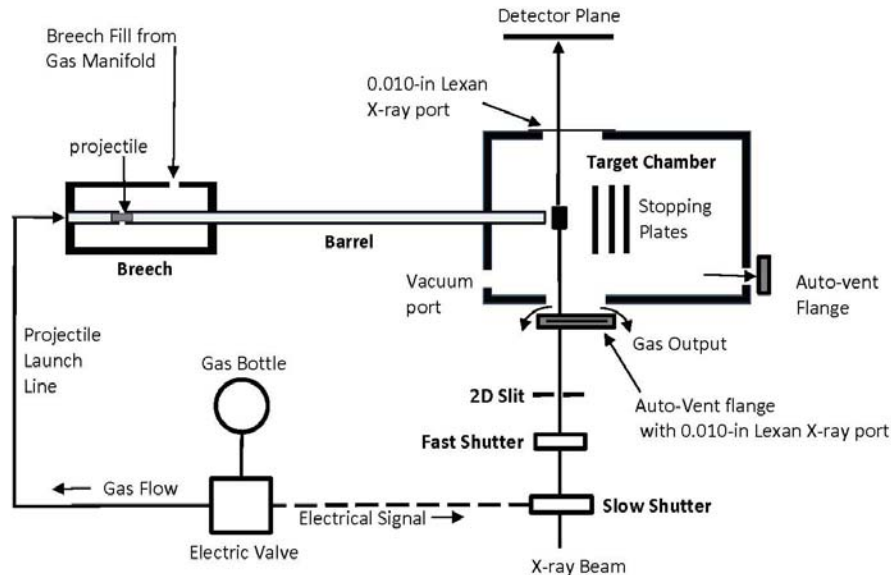 Detector Plane
Breech Fill from
Gas Manifold
0.010-in Lexan
X-ray port
projectile
Target Chamber
Stopping
Plates
Barrel
Breech
Vacuum
port
Auto-vent
Flange
Projectile
Launch
Line
Gas Output
Gas Bottle
2D Slit
Auto-Vent flange
with 0.010-in Lexan X-ray port
Fast Shutter
Gas Flow
Slow Shutter
Electrical Signal
Electric Valve
X-ray Beam